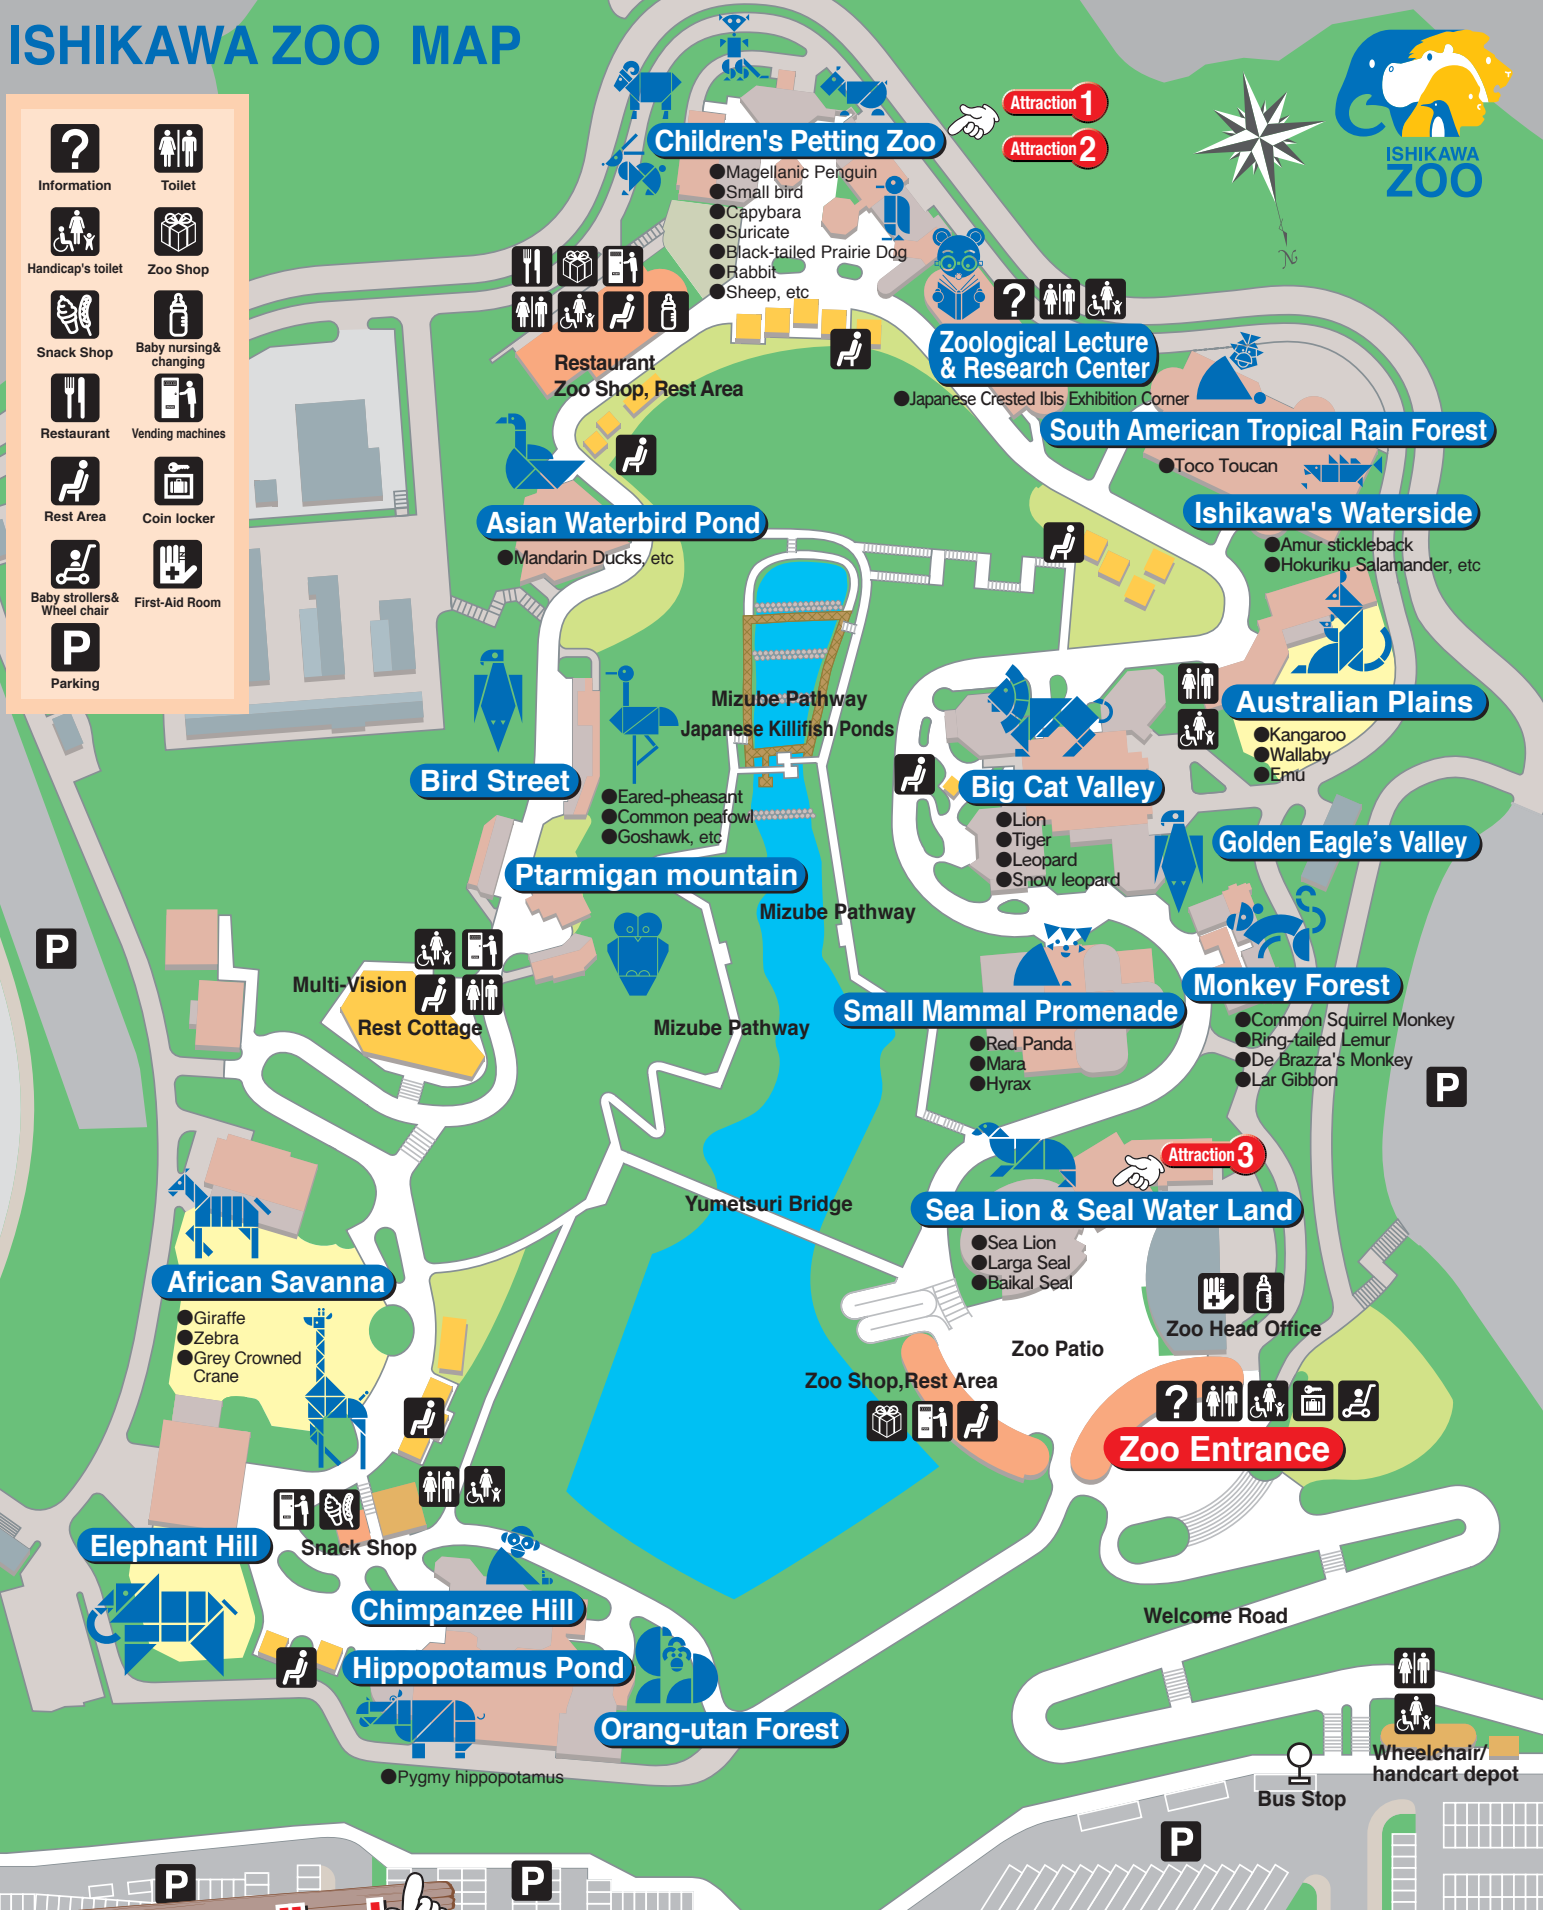 ISHIKAWA ZOO MAP
Information
Toilet
Handicap's toilet
Zoo Shop
Snack Shop
Baby nursing&
changing
Restaurant
Vending machines
Rest Area
Coin locker
Baby strollers&
Wheel chair
First-Aid Room
P
Parking
ISHIKAWA
ZOO
N
Attraction 1
Attraction 2
Children's Petting Zoo
●Magellanic Penguin
●Small bird
●Capybara
●Suricate
●Black-tailed Prairie Dog
●Rabbit
●Sheep, etc
Restaurant
Zoo Shop, Rest Area
Zoological Lecture
& Research Center
●Japanese Crested Ibis Exhibition Corner
South American Tropical Rain Forest
●Toco Toucan
Ishikawa's Waterside
●Amur stickleback
●Hokuriku Salamander, etc
Asian Waterbird Pond
●Mandarin Ducks, etc
Mizube Pathway
Japanese Killifish Ponds
Australian Plains
●Kangaroo
●Wallaby
●Emu
Bird Street
●Eared-pheasant
●Common peafowl
●Goshawk, etc
Big Cat Valley
●Lion
●Tiger
●Leopard
●Snow leopard
Golden Eagle's Valley
Ptarmigan mountain
Mizube Pathway
P
Multi-Vision
Rest Cottage
Mizube Pathway
Small Mammal Promenade
●Red Panda
●Mara
●Hyrax
Monkey Forest
●Common Squirrel Monkey
●Ring-tailed Lemur
●De Brazza's Monkey
●Lar Gibbon
P
Attraction 3
Yumetsuri Bridge
Sea Lion & Seal Water Land
●Sea Lion
●Larga Seal
●Baikal Seal
African Savanna
●Giraffe
●Zebra
●Grey Crowned
Crane
Zoo Head Office
Zoo Patio
Zoo Shop,Rest Area
Zoo Entrance
Elephant Hill
Snack Shop
Chimpanzee Hill
Hippopotamus Pond
●Pygmy hippopotamus
Orang-utan Forest
Welcome Road
Wheelchair/
handcart depot
Bus Stop
P
P
P